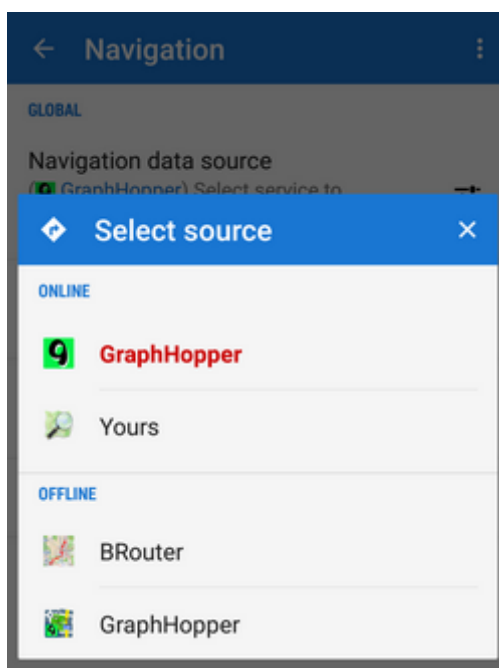 Navigation
GLOBAL
Navigation data source
(GraphHopper) Select service to
Select source
ONLINE
GraphHopper
Yours
OFFLINE
BRouter
GraphHopper